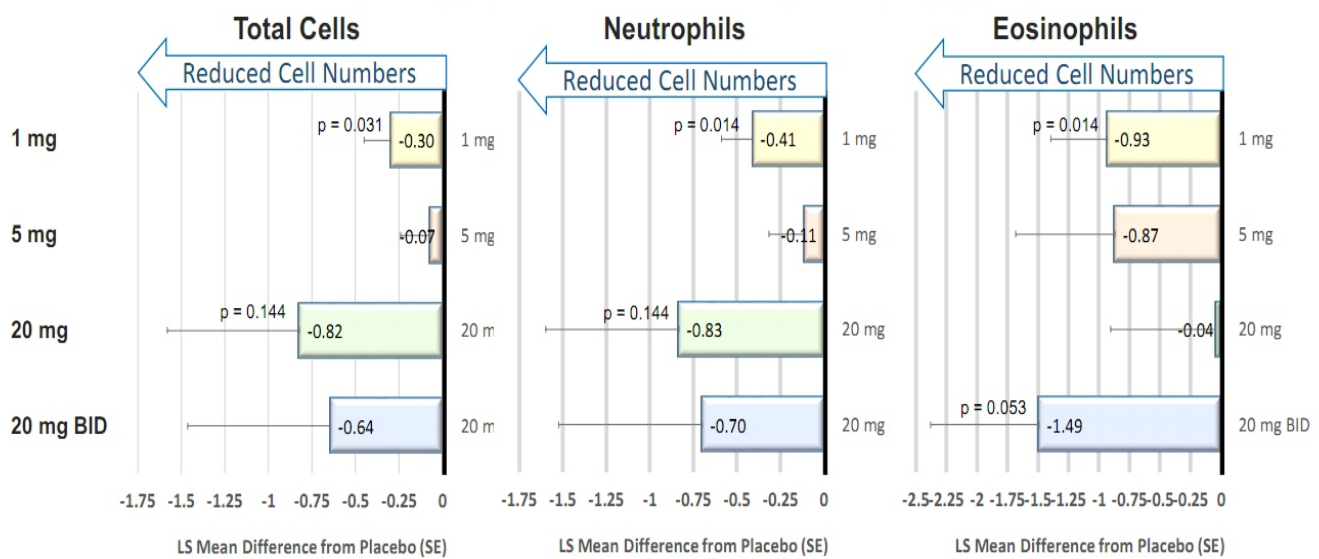 Total Cells
Neutrophils
Eosinophils
Reduced Cell Numbers
Reduced Cell Numbers
Reduced Cell Numbers
1 mg
p = 0.031
-0.30
1 mg
p = 0.014
-0.41
1 mg
p = 0.014
-0.93
1 mg
5 mg
-0.07
5 mg
-0.11
5 mg
-0.87
5 mg
20 mg
p = 0.144
-0.82
20 m
p = 0.144
-0.83
20 mg
-0.04
20 mg
20 mg BID
-0.64
20 m
-0.70
20 mg
p = 0.053
-1.49
20 mg BID
-1.75 -1.5 -1.25 -1 -0.75 -0.5 -0.25 0
-1.75 -1.5 -1.25 -1 -0.75 -0.5 -0.25 0
-2.5-2.25 -2 -1.75-1.5-1.25 -1 -0.75-0.5-0.25 0
LS Mean Difference from Placebo (SE)
LS Mean Difference from Placebo (SE)
LS Mean Difference from Placebo (SE)